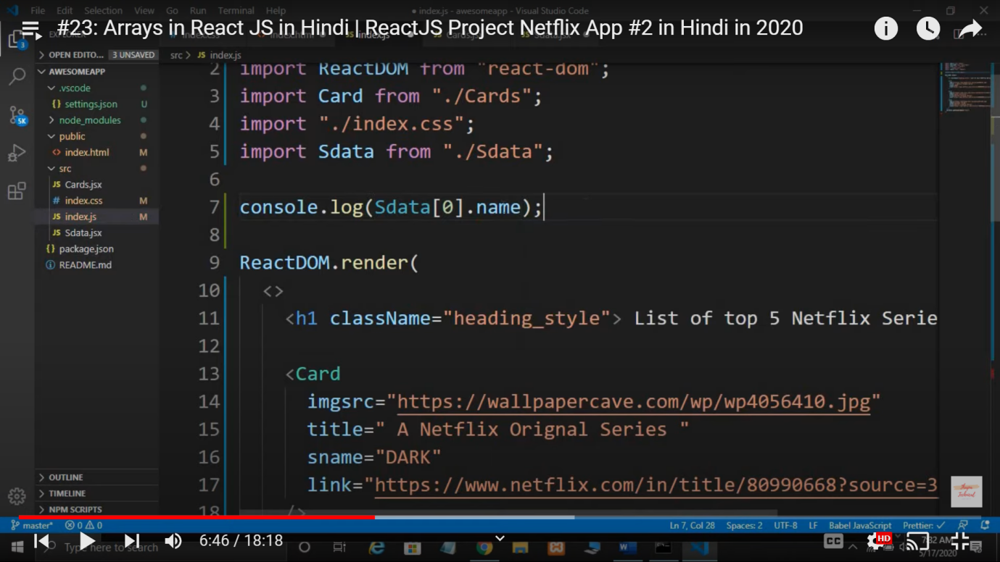 File Edit Selection View Go Run Terminal Help
● index.js - awesomeapp - Visual Studio Code
#23: Arrays in React JS in Hindi | ReactJS Project Netflix App #2 in Hindi in 2020
3
OPEN EDITO... 3 UNSAVED
src > JS index.js
AWESOMEAPP
.vscode
{} settings.json U
node_modules
public
<> index.html M
src
JS Cards.jsx
# index.css M
JS index.js M
JS Sdata.jsx
{} package.json
README.md
5K
2 import ReactDOM from "react-dom";
3 import Card from "./Cards";
4 import "./index.css";
5 import Sdata from "./Sdata";
6
7 console.log(Sdata[0].name);
8
9 ReactDOM.render(
10 <>
11 <h1 className="heading_style"> List of top 5 Netflix Serie
12
13 <Card
14 imgsrc="https://wallpapercave.com/wp/wp4056410.jpg"
15 title=" A Netflix Orignal Series "
16 sname="DARK"
17 link="https://www.netflix.com/in/title/80990668?source=3
18 />
OUTLINE
TIMELINE
NPM SCRIPTS
master* 0 0 Ln 7, Col 28 Spaces: 2 UTF-8 LF Babel JavaScript Prettier: ✓
Type here to search
6:46 / 18:18
CC
HD
7:32 AM
5/17/2020